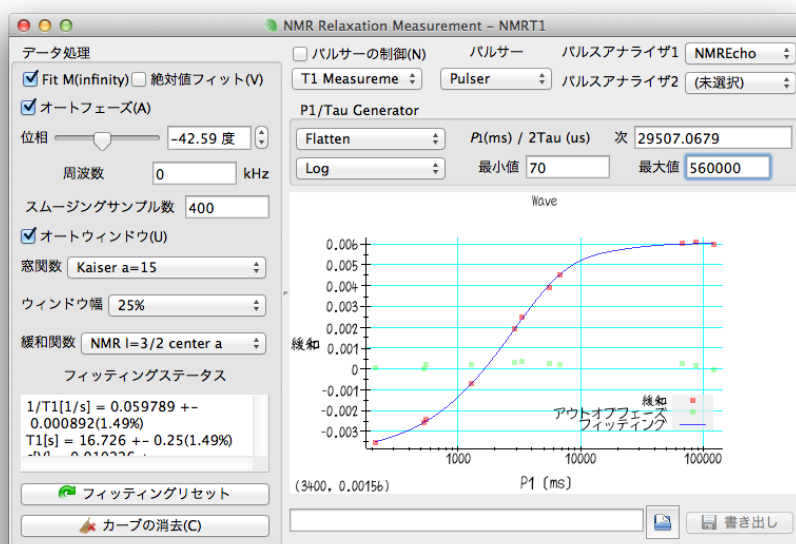 NMR Relaxation Measurement - NMRT1
データ処理
Fit M(infinity) 絶対値フィット(V)
オートフェーズ(A)
位相 -42.59 度
周波数 0 kHz
スムージングサンプル数 400
オートウィンドウ(U)
窓関数 Kaiser a=15
ウィンドウ幅 25%
緩和関数 NMR I=3/2 center a
フィッティングステータス
1/T1[1/s] = 0.059789 +-
0.000892(1.49%)
T1[s] = 16.726 +- 0.25(1.49%)
フィッティングリセット
カーブの消去(C)
パルサーの制御(N) パルサー パルスアナライザ1 NMREcho
T1 Measureme Pulser パルスアナライザ2 (未選択)
P1/Tau Generator
Flatten P1(ms) / 2Tau (us) 次 29507.0679
Log 最小値 70 最大値 560000
Wave
0.006
0.005
0.004
0.003
0.002
0.001
0
-0.001
-0.002
-0.003
緩和
緩和
アウトオブフェーズ
フィッティング
1000 10000 100000
(3400, 0.00156) P1 (ms)
書き出し